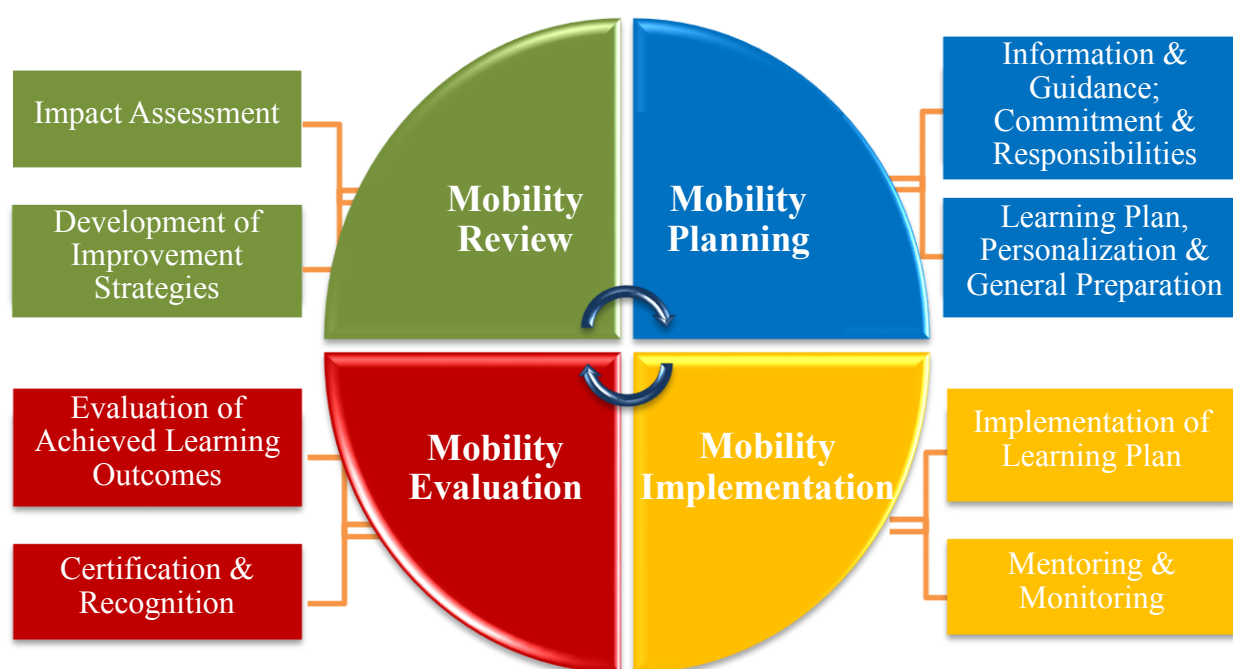 Impact Assessment
Development of
Improvement
Strategies
Mobility
Review
Mobility
Planning
Information &
Guidance;
Commitment &
Responsibilities
Learning Plan,
Personalization &
General Preparation
Evaluation of
Achieved Learning
Outcomes
Certification &
Recognition
Mobility
Evaluation
Mobility
Implementation
Implementation of
Learning Plan
Mentoring &
Monitoring